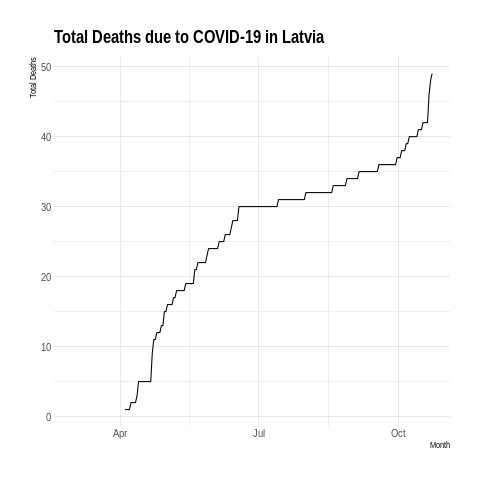 Total Deaths due to COVID-19 in Latvia
Total Deaths
50
40
30
20
10
0
Apr
Jul
Oct
Month